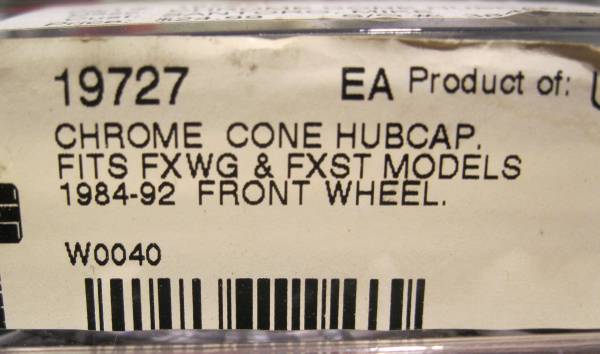 19727 EA Product of:
CHROME CONE HUBCAP.
FITS FXWG & FXST MODELS
1984-92 FRONT WHEEL.
W0040